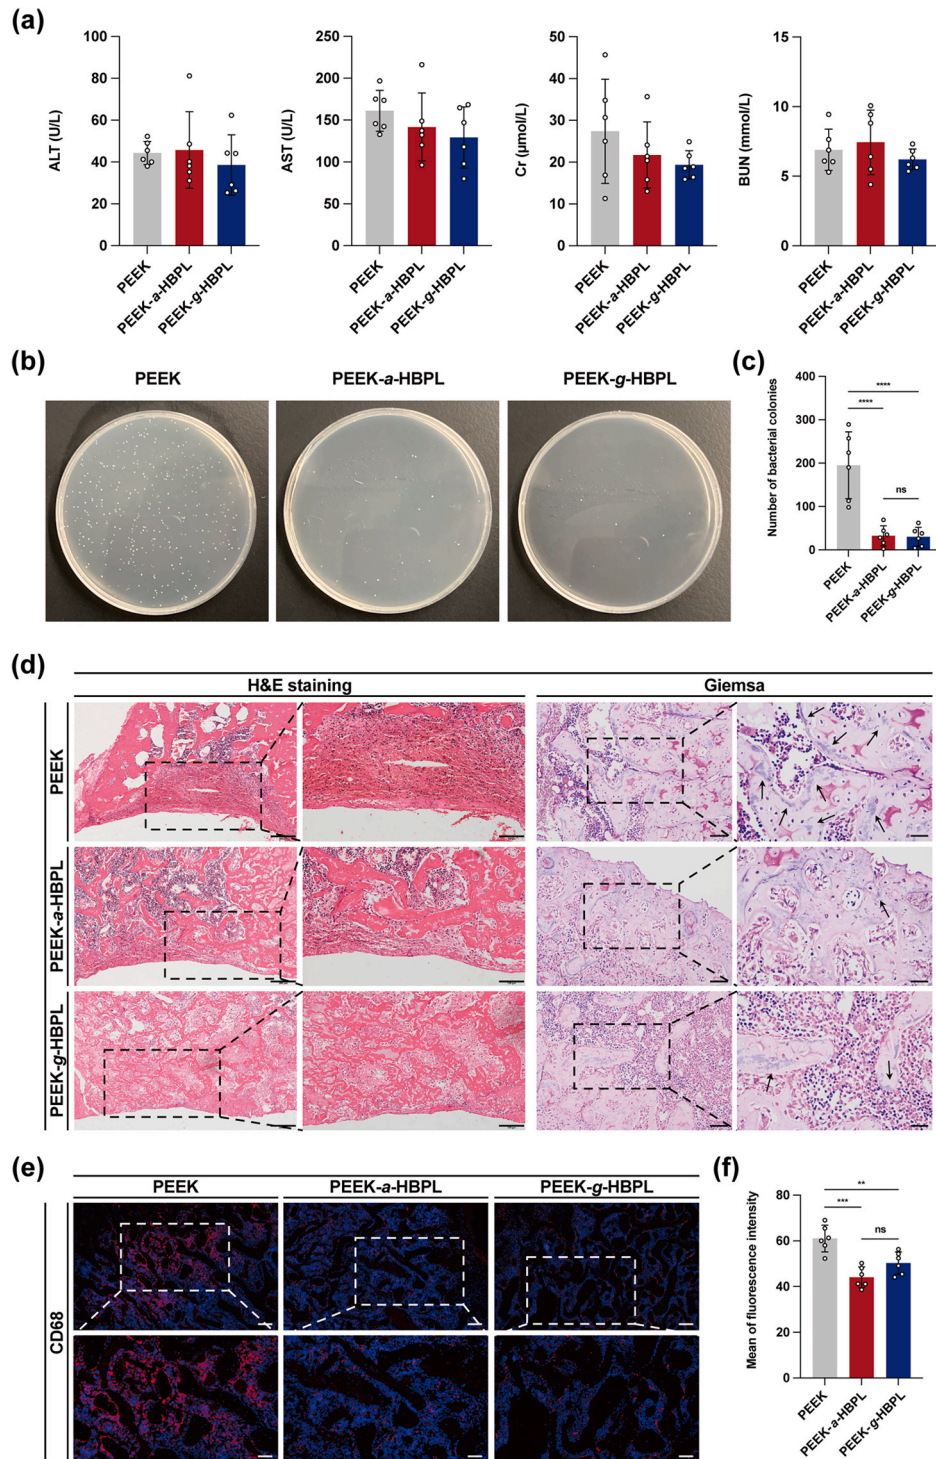 (a)
100
80
60
40
20
0
ALT (U/L)
PEEK
PEEK-a-HBPL
PEEK-g-HBPL
250
200
150
100
50
0
AST (U/L)
PEEK
PEEK-a-HBPL
PEEK-g-HBPL
50
40
30
20
10
0
Cr (μmol/L)
PEEK
PEEK-a-HBPL
PEEK-g-HBPL
15
10
5
0
BUN (mmol/L)
PEEK
PEEK-a-HBPL
PEEK-g-HBPL
(b)
PEEK
PEEK-a-HBPL
PEEK-g-HBPL
(c)
400
300
200
100
0
Number of bacterial colonies
****
****
ns
PEEK
PEEK-a-HBPL
PEEK-g-HBPL
(d)
H&E staining
Giemsa
PEEK
PEEK-a-HBPL
PEEK-g-HBPL
(e)
PEEK
PEEK-a-HBPL
PEEK-g-HBPL
CD68
(f)
80
60
40
20
0
Mean of fluorescence intensity
**
***
ns
PEEK
PEEK-a-HBPL
PEEK-g-HBPL